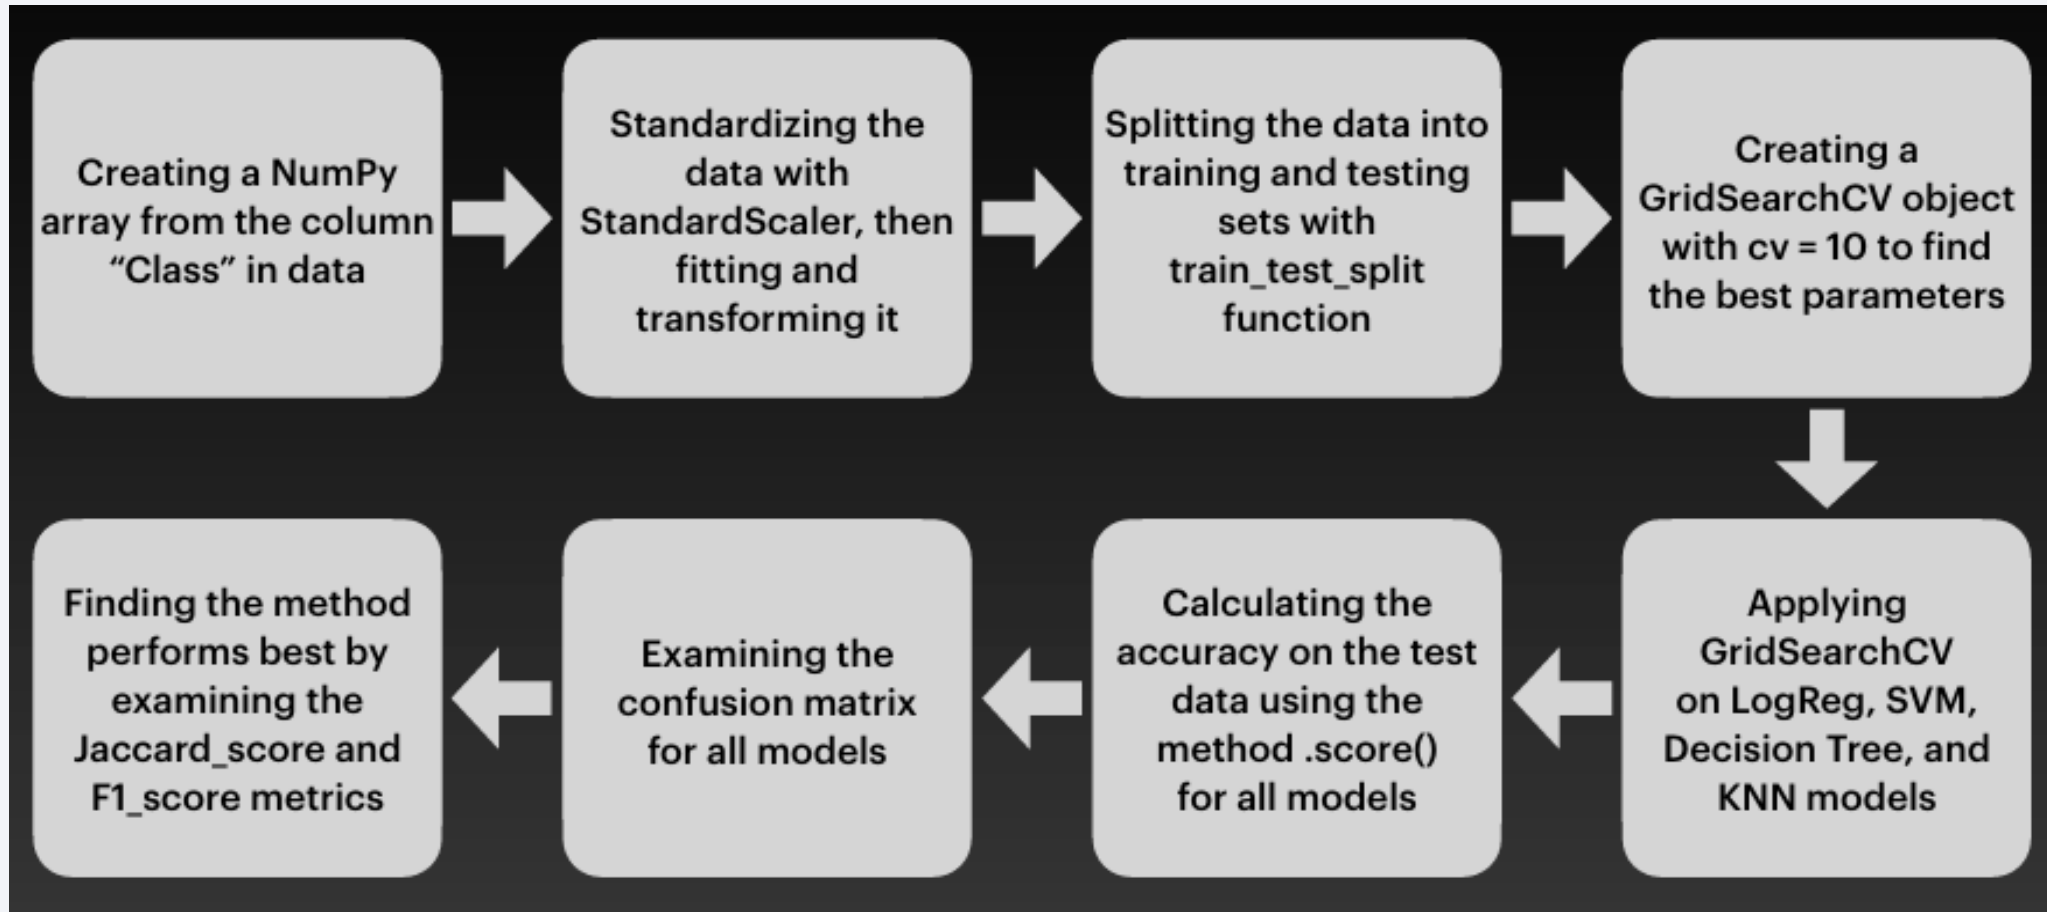 Creating a NumPy
array from the column
“Class” in data
Standardizing the
data with
StandardScaler, then
fitting and
transforming it
Splitting the data into
training and testing
sets with
train_test_split
function
Creating a
GridSearchCV object
with cv = 10 to find
the best parameters
Applying
GridSearchCV
on LogReg, SVM,
Decision Tree, and
KNN models
Calculating the
accuracy on the test
data using the
method .score()
for all models
Examining the
confusion matrix
for all models
Finding the method
performs best by
examining the
Jaccard_score and
F1_score metrics